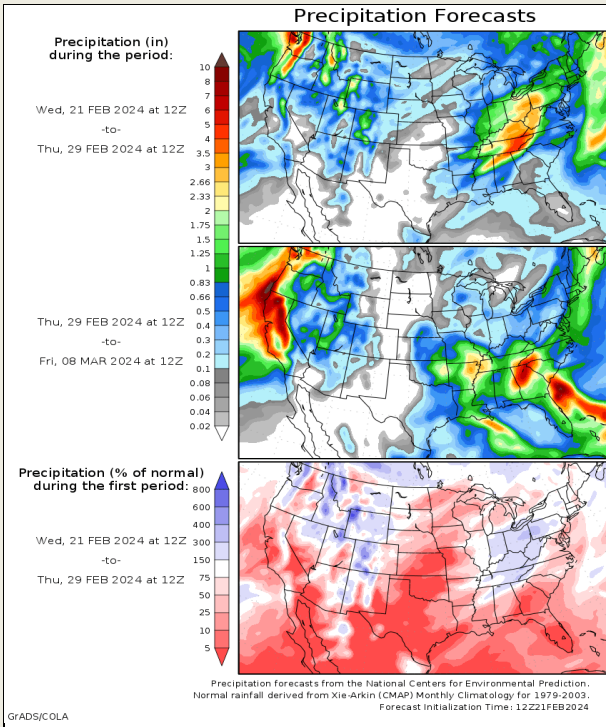 Precipitation Forecasts
Precipitation (in)
during the period:
Wed, 21 FEB 2024 at 12Z
-to-
Thu, 29 FEB 2024 at 12Z
10
8
7
6
5
4
3.5
3
2.66
2.33
2
1.75
1.5
1.25
1
0.83
0.66
0.5
0.4
0.3
0.2
0.1
0.08
0.06
0.04
0.02
Thu, 29 FEB 2024 at 12Z
-to-
Fri, 08 MAR 2024 at 12Z
Precipitation (% of normal)
during the first period:
Wed, 21 FEB 2024 at 12Z
-to-
Thu, 29 FEB 2024 at 12Z
800
600
400
300
150
75
50
25
10
5
Precipitation forecasts from the National Centers for Environmental Prediction.
Normal rainfall derived from Xie-Arkin (CMAP) Monthly Climatology for 1979-2003.
Forecast Initialization Time: 12Z21FEB2024
GrADS/COLA